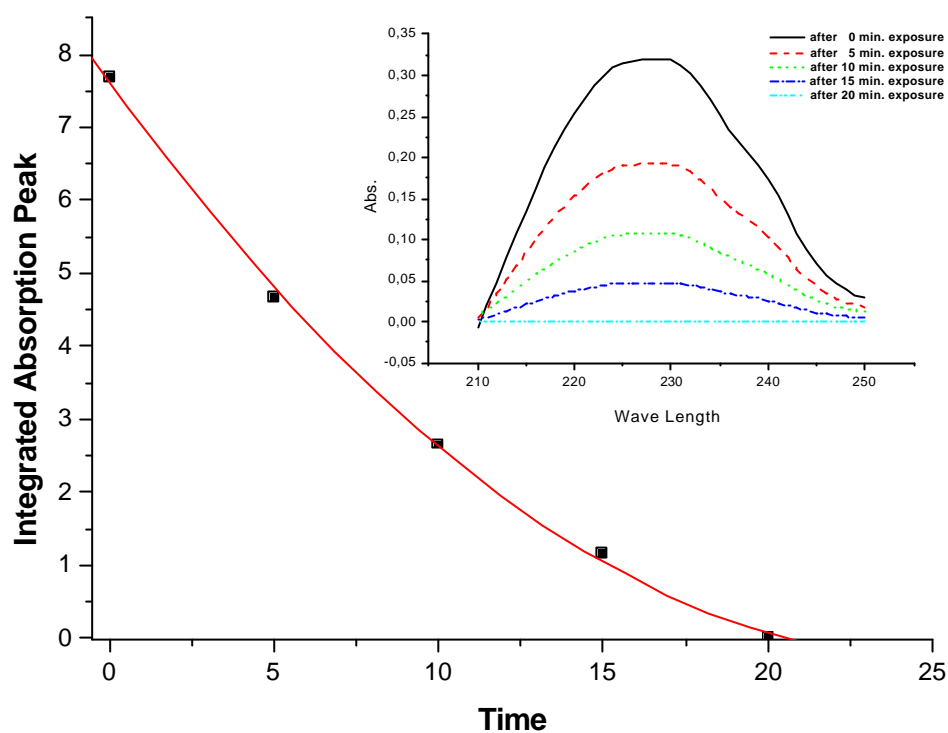 0,35
0,30
0,25
0,20
0,15
0,10
0,05
0,00
-0,05
Abs.
210 220 230 240 250
Wave Length
after 0 min. exposure
after 5 min. exposure
after 10 min. exposure
after 15 min. exposure
after 20 min. exposure
8
7
6
5
4
3
2
1
0
Integrated Absorption Peak
0 5 10 15 20 25
Time